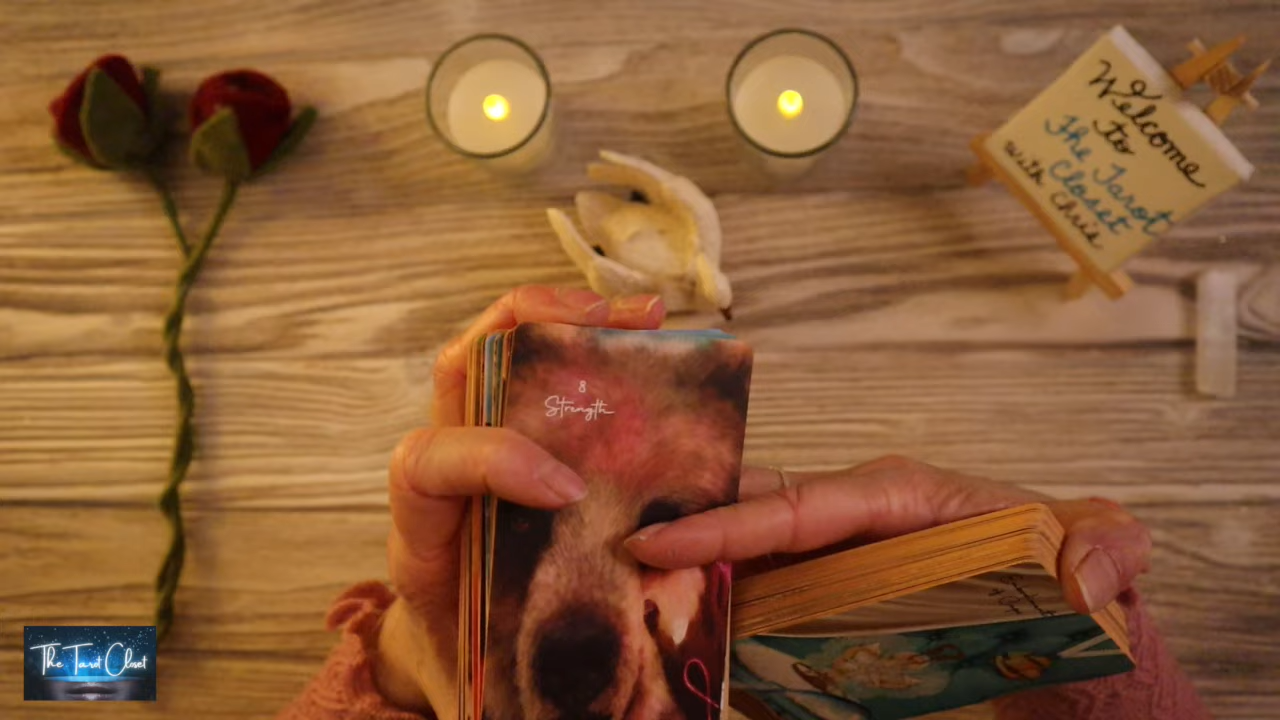 Welcome
to
The Tarot
Closet
with Chris
8
Strength
The Tarot Closet